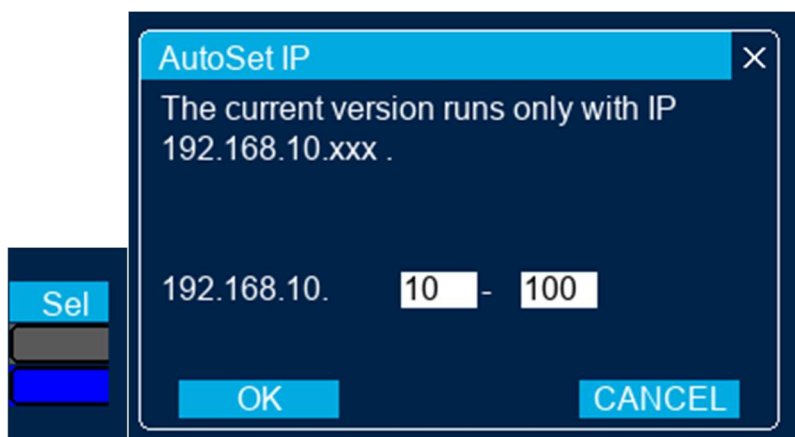 AutoSet IP
The current version runs only with IP
192.168.10.xxx .
Sel
192.168.10. 10 - 100
OK CANCEL